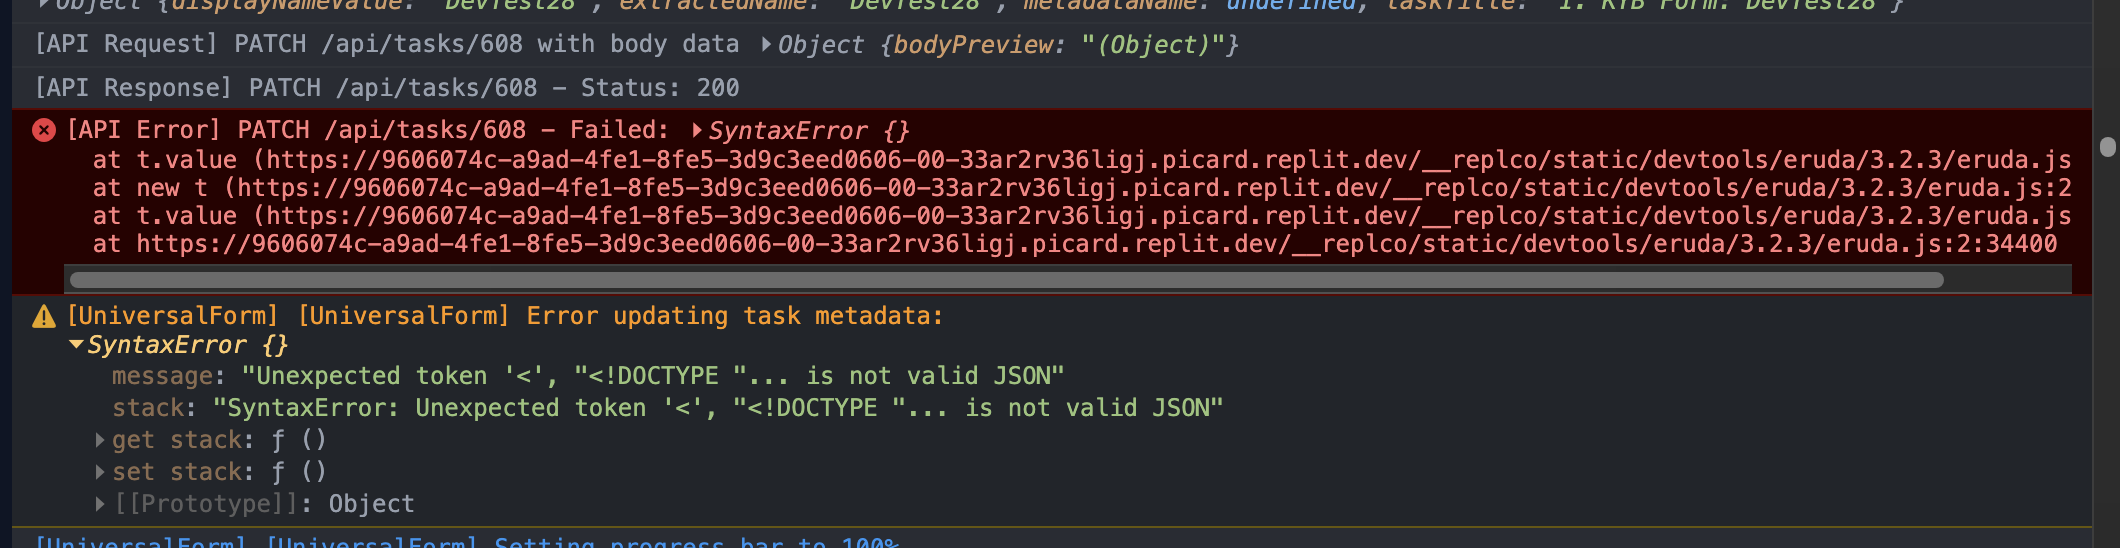 Object {displayNameValue: "DevTest28", extractedName: "DevTest28", metadataName: undefined, taskTitle: "1. KYB Form: DevTest28"}
[API Request] PATCH /api/tasks/608 with body data ▶Object {bodyPreview: "(Object)"}
[API Response] PATCH /api/tasks/608 – Status: 200
[API Error] PATCH /api/tasks/608 – Failed: ▶SyntaxError {}
at t.value (https://9606074c-a9ad-4fe1-8fe5-3d9c3eed0606-00-33ar2rv36ligj.picard.replit.dev/__replco/static/devtools/eruda/3.2.3/eruda.js
at new t (https://9606074c-a9ad-4fe1-8fe5-3d9c3eed0606-00-33ar2rv36ligj.picard.replit.dev/__replco/static/devtools/eruda/3.2.3/eruda.js:2
at t.value (https://9606074c-a9ad-4fe1-8fe5-3d9c3eed0606-00-33ar2rv36ligj.picard.replit.dev/__replco/static/devtools/eruda/3.2.3/eruda.js
at https://9606074c-a9ad-4fe1-8fe5-3d9c3eed0606-00-33ar2rv36ligj.picard.replit.dev/__replco/static/devtools/eruda/3.2.3/eruda.js:2:34400
[UniversalForm] [UniversalForm] Error updating task metadata:
▼SyntaxError {}
message: "Unexpected token '<', "<!DOCTYPE "... is not valid JSON"
stack: "SyntaxError: Unexpected token '<', "<!DOCTYPE "... is not valid JSON"
▶get stack: ƒ ()
▶set stack: ƒ ()
▶[[Prototype]]: Object
[UniversalForm] [UniversalForm] Setting progress bar to 100%